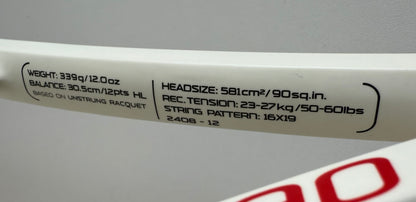 WEIGHT: 339g/12.0oz
BALANCE: 30.5cm/12pts HL
BASED ON UNSTRUNG RACQUET
HEADSIZE: 581cm²/90sq.in.
REC. TENSION: 23-27kg/50-60lbs
STRING PATTERN: 16X19
2408 - 12